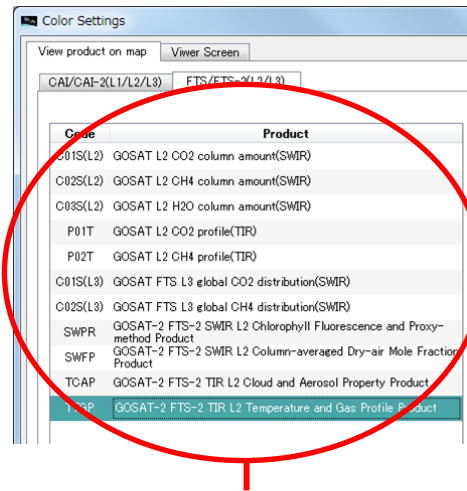 Color Settings
View product on map Viwer Screen
CAI/CAI-2(L1/L2/L3) FTS/FTS-2(L2/L3)
Code Product
C01S(L2) GOSAT L2 CO2 column amount(SWIR)
C02S(L2) GOSAT L2 CH4 column amount(SWIR)
C03S(L2) GOSAT L2 H2O column amount(SWIR)
P01T GOSAT L2 CO2 profile(TIR)
P02T GOSAT L2 CH4 profile(TIR)
C01S(L3) GOSAT FTS L3 global CO2 distribution(SWIR)
C02S(L3) GOSAT FTS L3 global CH4 distribution(SWIR)
SWPR GOSAT-2 FTS-2 SWIR L2 Chlorophyll Fluorescence and Proxy-
method Product
SWFP GOSAT-2 FTS-2 SWIR L2 Column-averaged Dry-air Mole Fraction
Product
TCAP GOSAT-2 FTS-2 TIR L2 Cloud and Aerosol Property Product
TTGP GOSAT-2 FTS-2 TIR L2 Temperature and Gas Profile Product